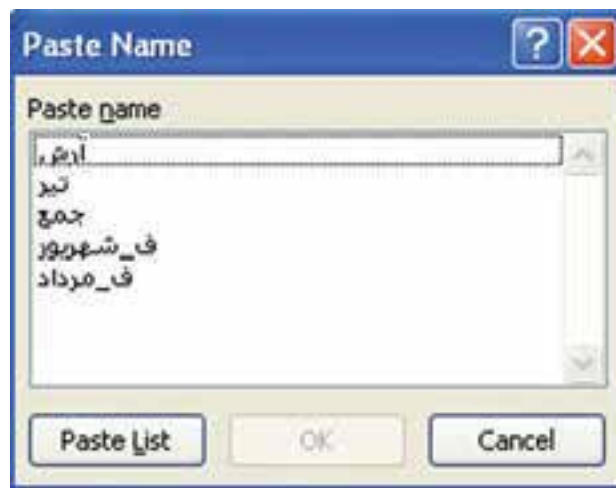 Paste Name
Paste name
آرش
تیر
جمع
ف_شهریور
ف_مرداد
Paste List
OK
Cancel